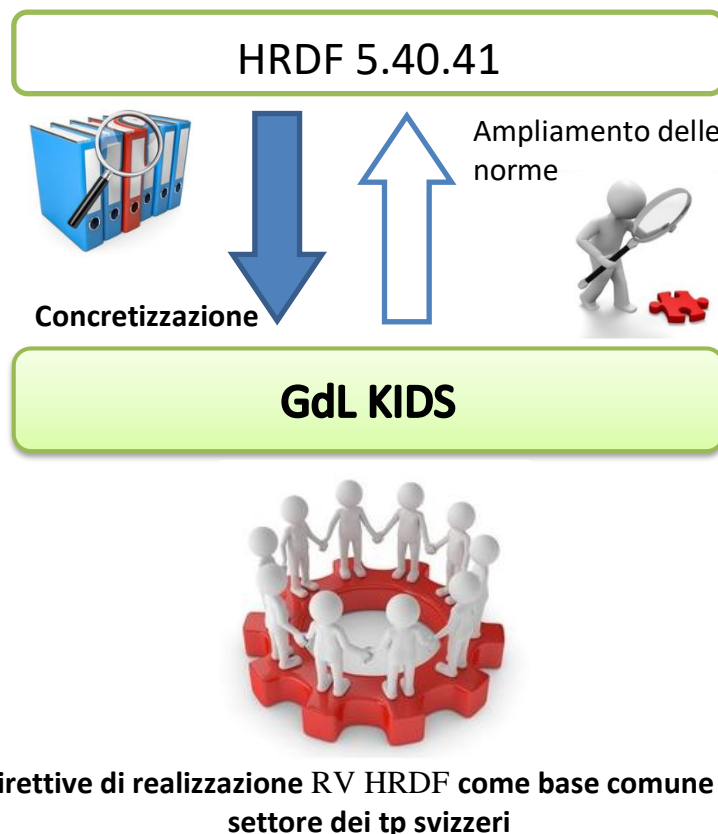 HRDF 5.40.41
Ampliamento delle
norme
Concretizzazione
GdL KIDS
irettive di realizzazione RV HRDF come base comune
settore dei tp svizzeri